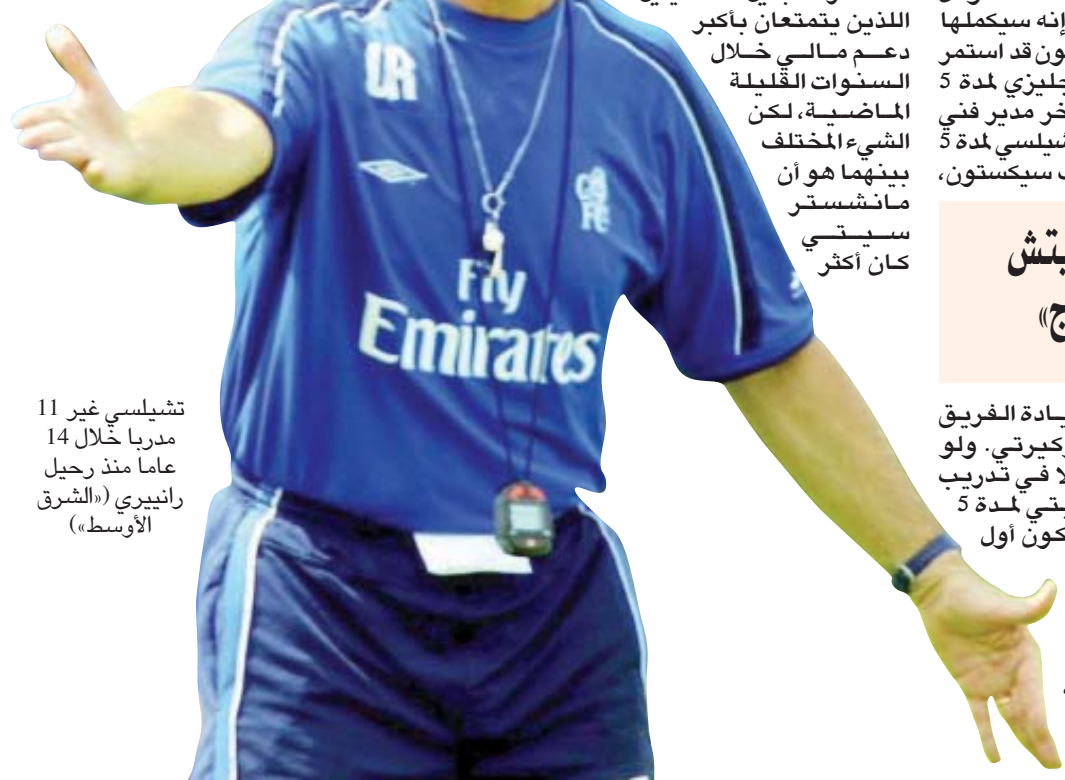 إنه سيكملها
ون قد استمر
جليزي لمدة 5
خر مدير فني
شيلسي لمدة 5
سيكستون،
اللذين يتمتعان بأكبر
دعم مالي خلال
السنوات القليلة
الماضية، لكن
الشيء المختلف
بينهما هو أن
مانشستر
سيتي
كان أكثر
يادة الفريق
كيرتي. ولو
لا في تدريب
يتي لمدة 5
كون أول
تشيلسي غير 11
مدربا خلال 14
عاما منذ رحيل
رانييري («الشرق
الأوسط»)
CR
Fly
Emirates